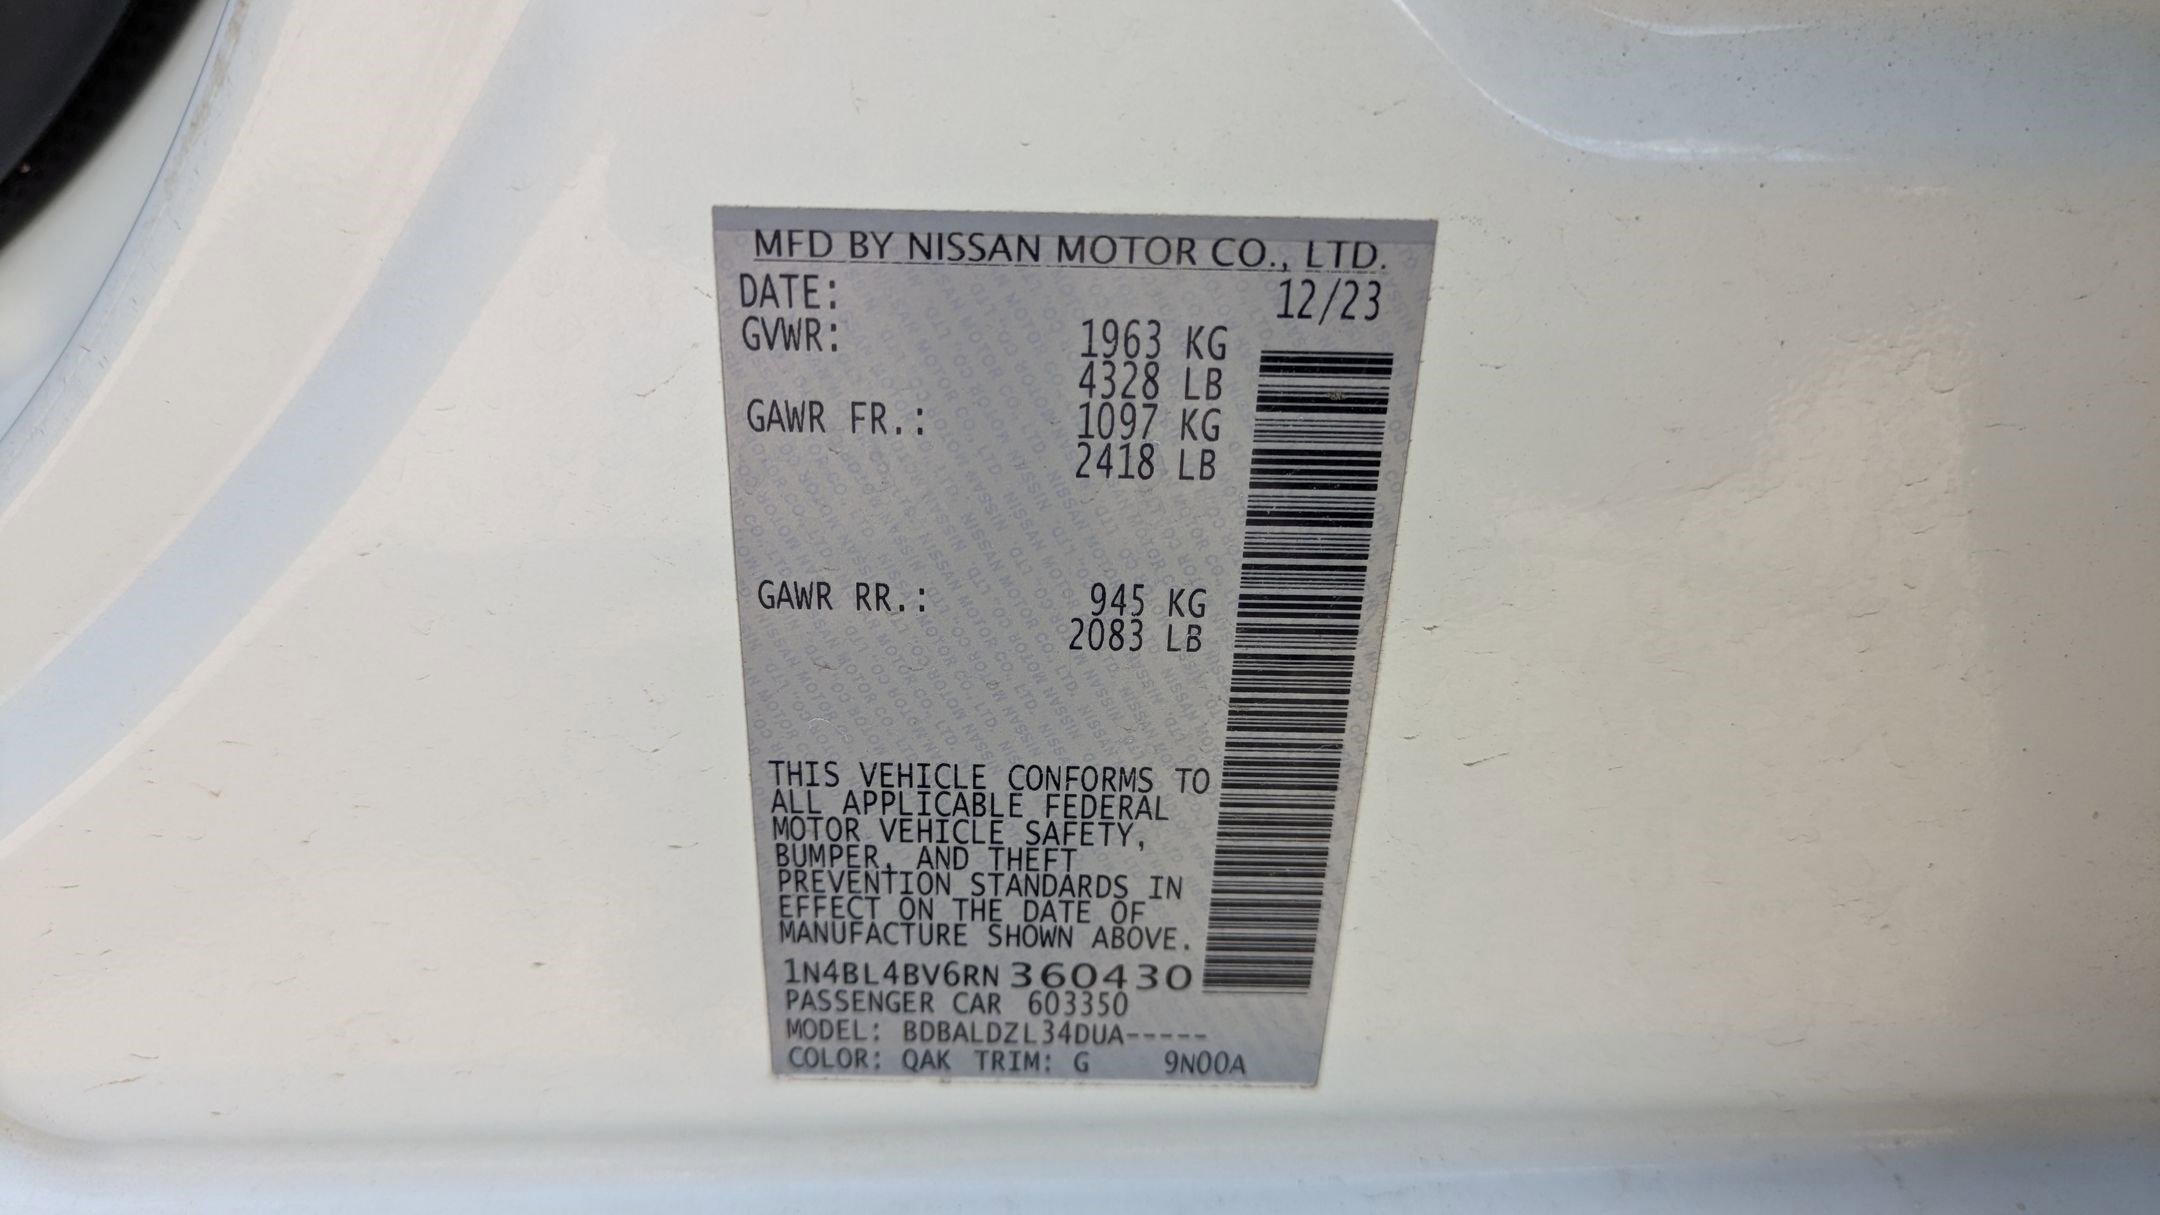 MFD BY NISSAN MOTOR CO., LTD.
DATE: 12/23
GVWR: 1963 KG
4328 LB
GAWR FR.: 1097 KG
2418 LB
GAWR RR.: 945 KG
2083 LB
THIS VEHICLE CONFORMS TO
ALL APPLICABLE FEDERAL
MOTOR VEHICLE SAFETY,
BUMPER, AND THEFT
PREVENTION STANDARDS IN
EFFECT ON THE DATE OF
MANUFACTURE SHOWN ABOVE.
1N4BL4BV6RN360430
PASSENGER CAR 603350
MODEL: BDBALDZL34DUA-----
COLOR: QAK TRIM: G 9N00A